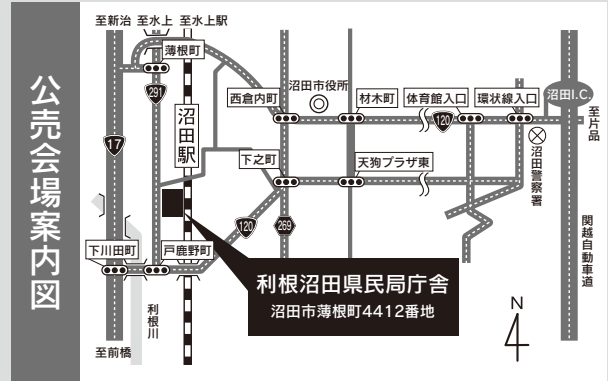 公売会場案内図
至新治
至水上
至水上駅
薄根町
291
17
沼田駅
西倉内町
沼田市役所
材木町
体育館入口
環状線入口
沼田I.C.
120
至片品
沼田警察署
下之町
天狗プラザ東
120
269
下川田町
戸鹿野町
利根川
至前橋
関越自動車道
利根沼田県民局庁舎
沼田市薄根町4412番地
N